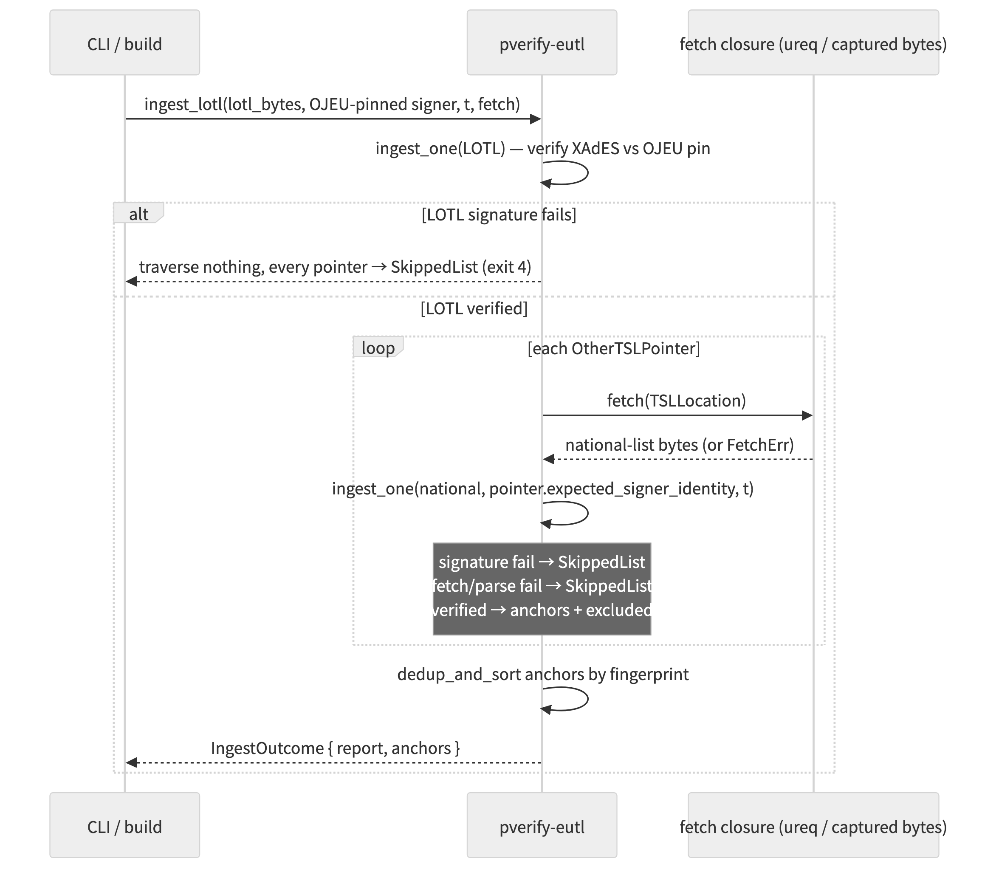 CLI / build
pverify-eutl
fetch closure (ureq / captured bytes)
ingest_lotl(lotl_bytes, OJEU-pinned signer, t, fetch)
ingest_one(LOTL) — verify XAdES vs OJEU pin
alt
[LOTL signature fails]
traverse nothing, every pointer → SkippedList (exit 4)
[LOTL verified]
loop
[each OtherTSLPointer]
fetch(TSLLocation)
national-list bytes (or FetchErr)
ingest_one(national, pointer.expected_signer_identity, t)
signature fail → SkippedList
fetch/parse fail → SkippedList
verified → anchors + excluded
dedup_and_sort anchors by fingerprint
IngestOutcome { report, anchors }
CLI / build
pverify-eutl
fetch closure (ureq / captured bytes)